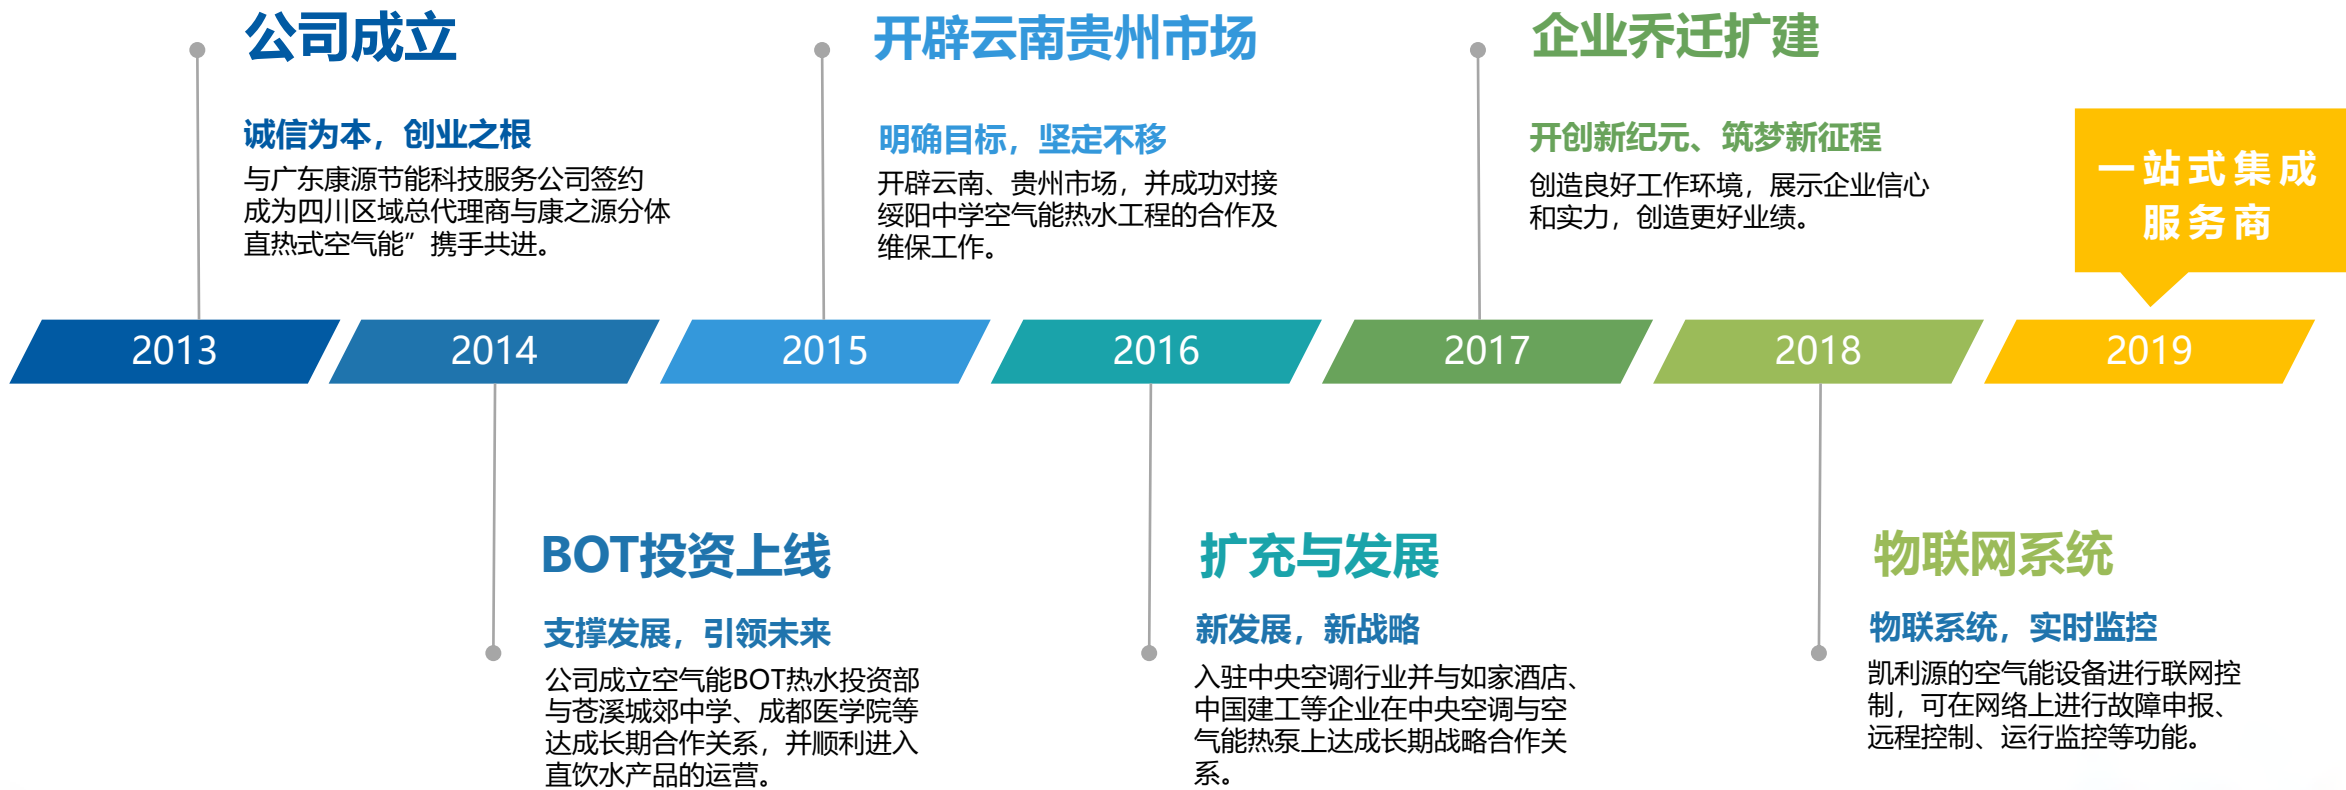 公司成立
诚信为本，创业之根
与广东康源节能科技服务公司签约
成为四川区域总代理商与康之源分体
直热式空气能”携手共进。
开辟云南贵州市场
明确目标，坚定不移
开辟云南、贵州市场，并成功对接
绥阳中学空气能热水工程的合作及
维保工作。
企业乔迁扩建
开创新纪元、筑梦新征程
创造良好工作环境，展示企业信心
和实力，创造更好业绩。
一站式集成
服务商
2013
2014
2015
2016
2017
2018
2019
BOT投资上线
支撑发展，引领未来
公司成立空气能BOT热水投资部
与苍溪城郊中学、成都医学院等
达成长期合作关系，并顺利进入
直饮水产品的运营。
扩充与发展
新发展，新战略
入驻中央空调行业并与如家酒店、
中国建工等企业在中央空调与空
气能热泵上达成长期战略合作关
系。
物联网系统
物联系统，实时监控
凯利源的空气能设备进行联网控
制，可在网络上进行故障申报、
远程控制、运行监控等功能。